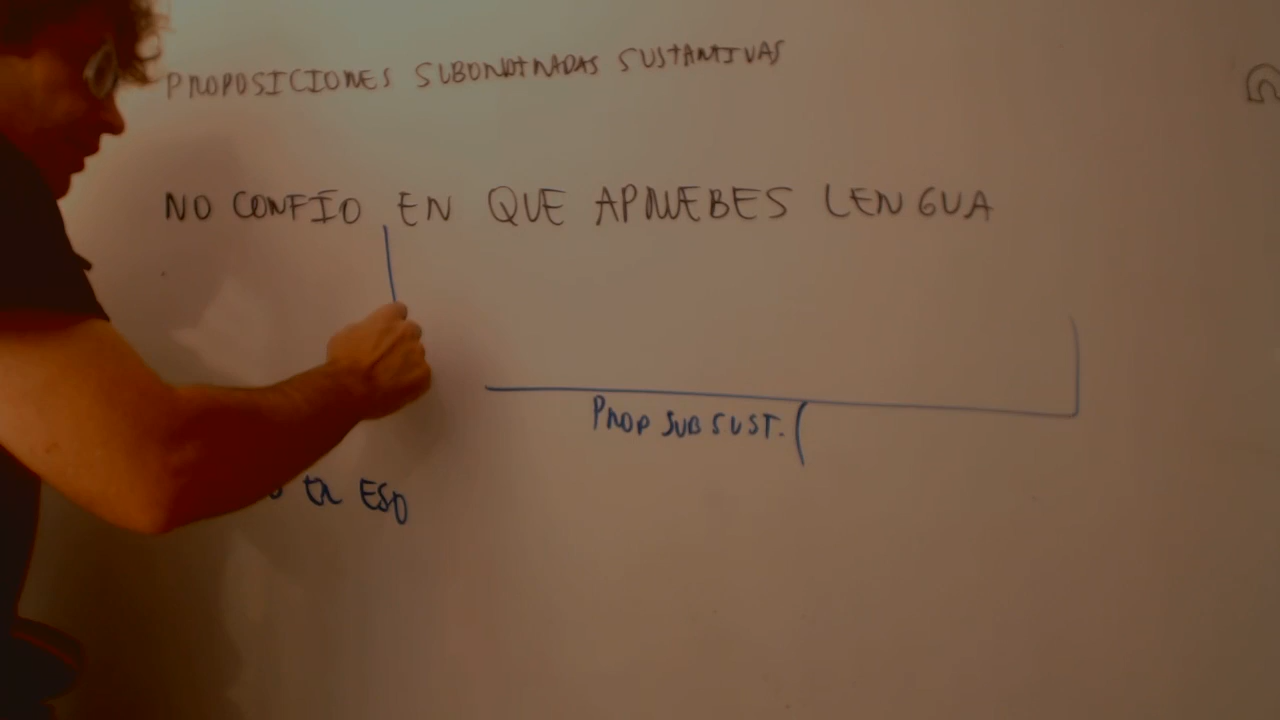 PROPOSICIONES SUBORDINADAS SUSTANTIVAS
NO CONFÍO EN QUE APRUEBES LENGUA
PROP SUB SUST. (
EN ESO